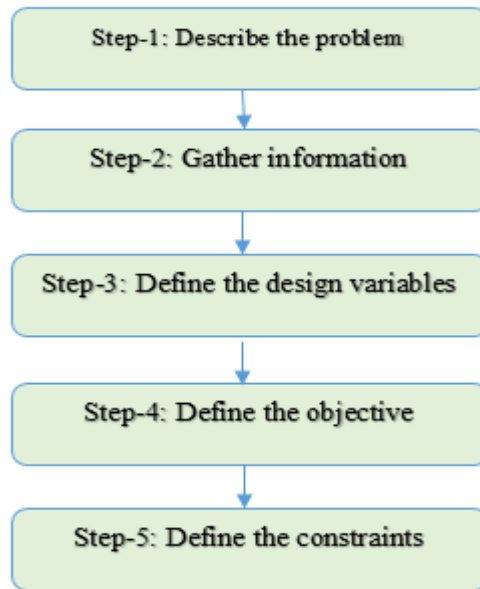 Step-1: Describe the problem
Step-2: Gather information
Step-3: Define the design variables
Step-4: Define the objective
Step-5: Define the constraints